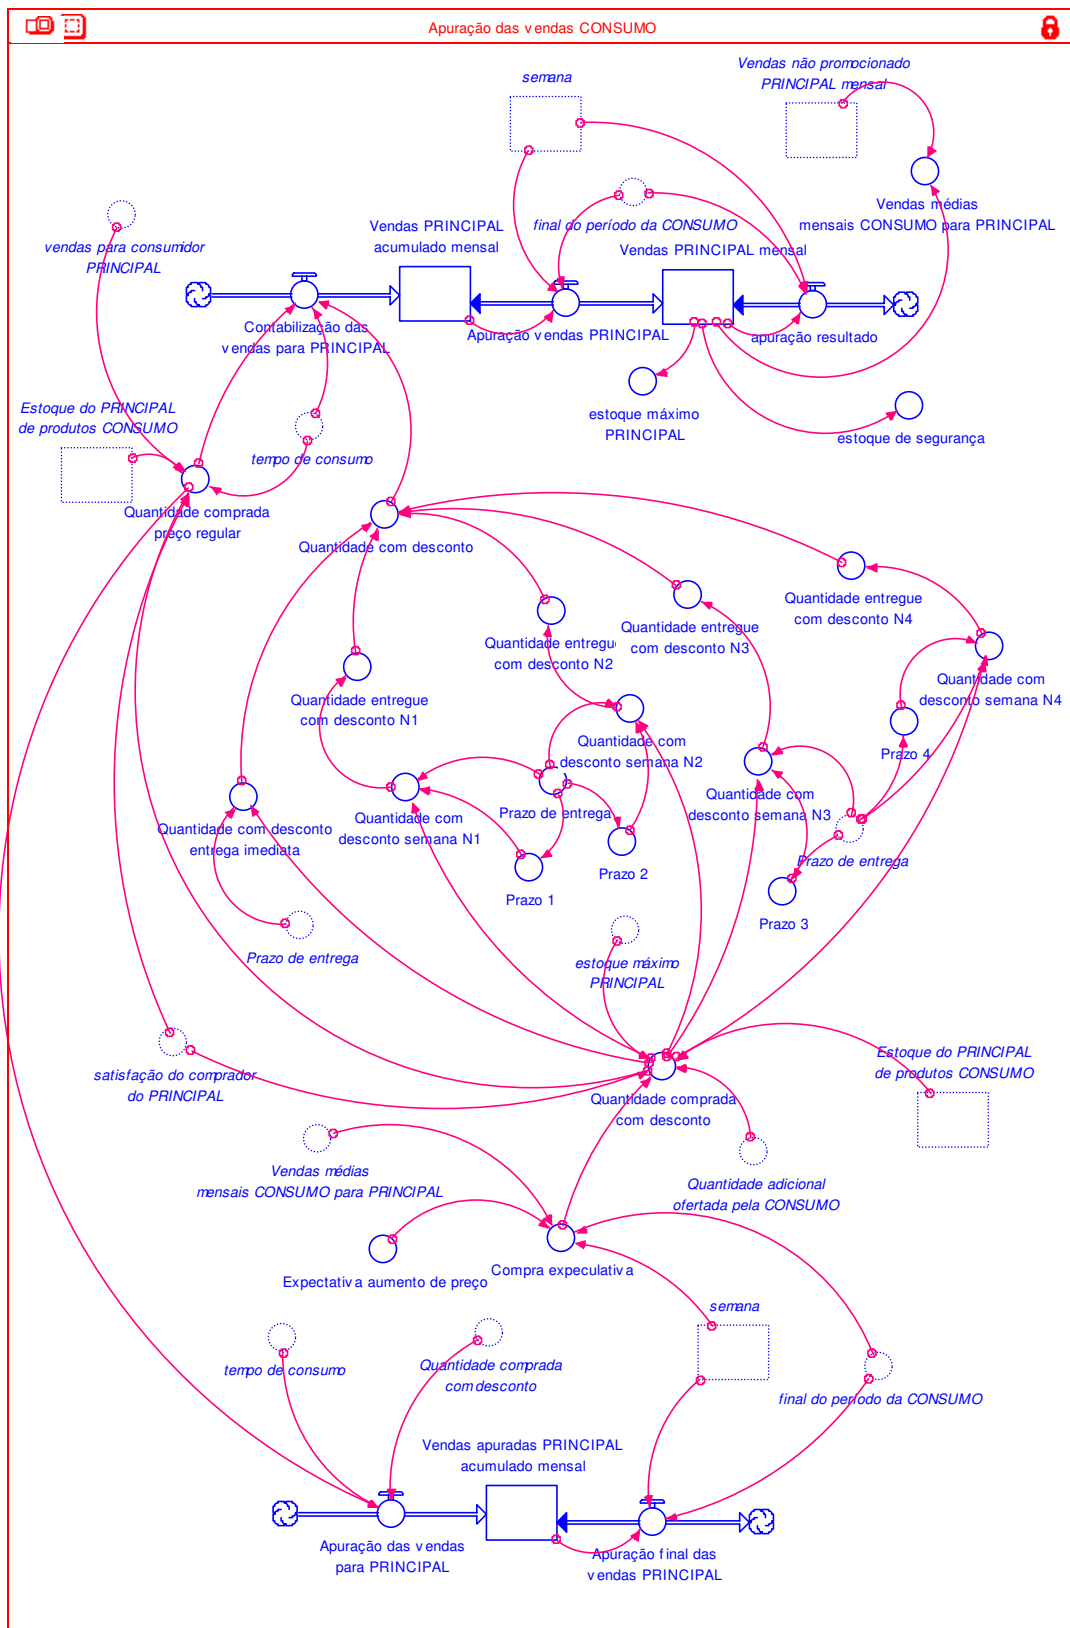 Apuração das vendas CONSUMO
semana
Vendas não promocionado
PRINCIPAL mensal
Vendas médias
mensais CONSUMO para PRINCIPAL
vendas para consumidor
PRINCIPAL
Vendas PRINCIPAL
acumulado mensal
final do período da CONSUMO
Vendas PRINCIPAL mensal
Contabilização das
vendas para PRINCIPAL
Apuração vendas PRINCIPAL
apuração resultado
estoque máximo
PRINCIPAL
estoque de segurança
Estoque do PRINCIPAL
de produtos CONSUMO
tempo de consumo
Quantidade comprada
preço regular
Quantidade com desconto
Quantidade entregue
com desconto N4
Quantidade entregu
com desconto N2
Quantidade entregue
com desconto N3
Quantidade com
desconto semana N4
Quantidade entregue
com desconto N1
Quantidade com
desconto semana N2
Prazo 4
Quantidade com desconto
entrega imediata
Quantidade com
desconto semana N1
Prazo de entrega
Quantidade com
desconto semana N3
Prazo de entrega
Prazo 1
Prazo 2
Prazo 3
Prazo de entrega
estoque máximo
PRINCIPAL
satisfação do comprador
do PRINCIPAL
Quantidade comprada
com desconto
Estoque do PRINCIPAL
de produtos CONSUMO
Vendas médias
mensais CONSUMO para PRINCIPAL
Quantidade adicional
ofertada pela CONSUMO
Expectativa aumento de preço
Compra expeculativa
semana
tempo de consumo
Quantidade comprada
com desconto
final do período da CONSUMO
Vendas apuradas PRINCIPAL
acumulado mensal
Apuração das vendas
para PRINCIPAL
Apuração final das
vendas PRINCIPAL